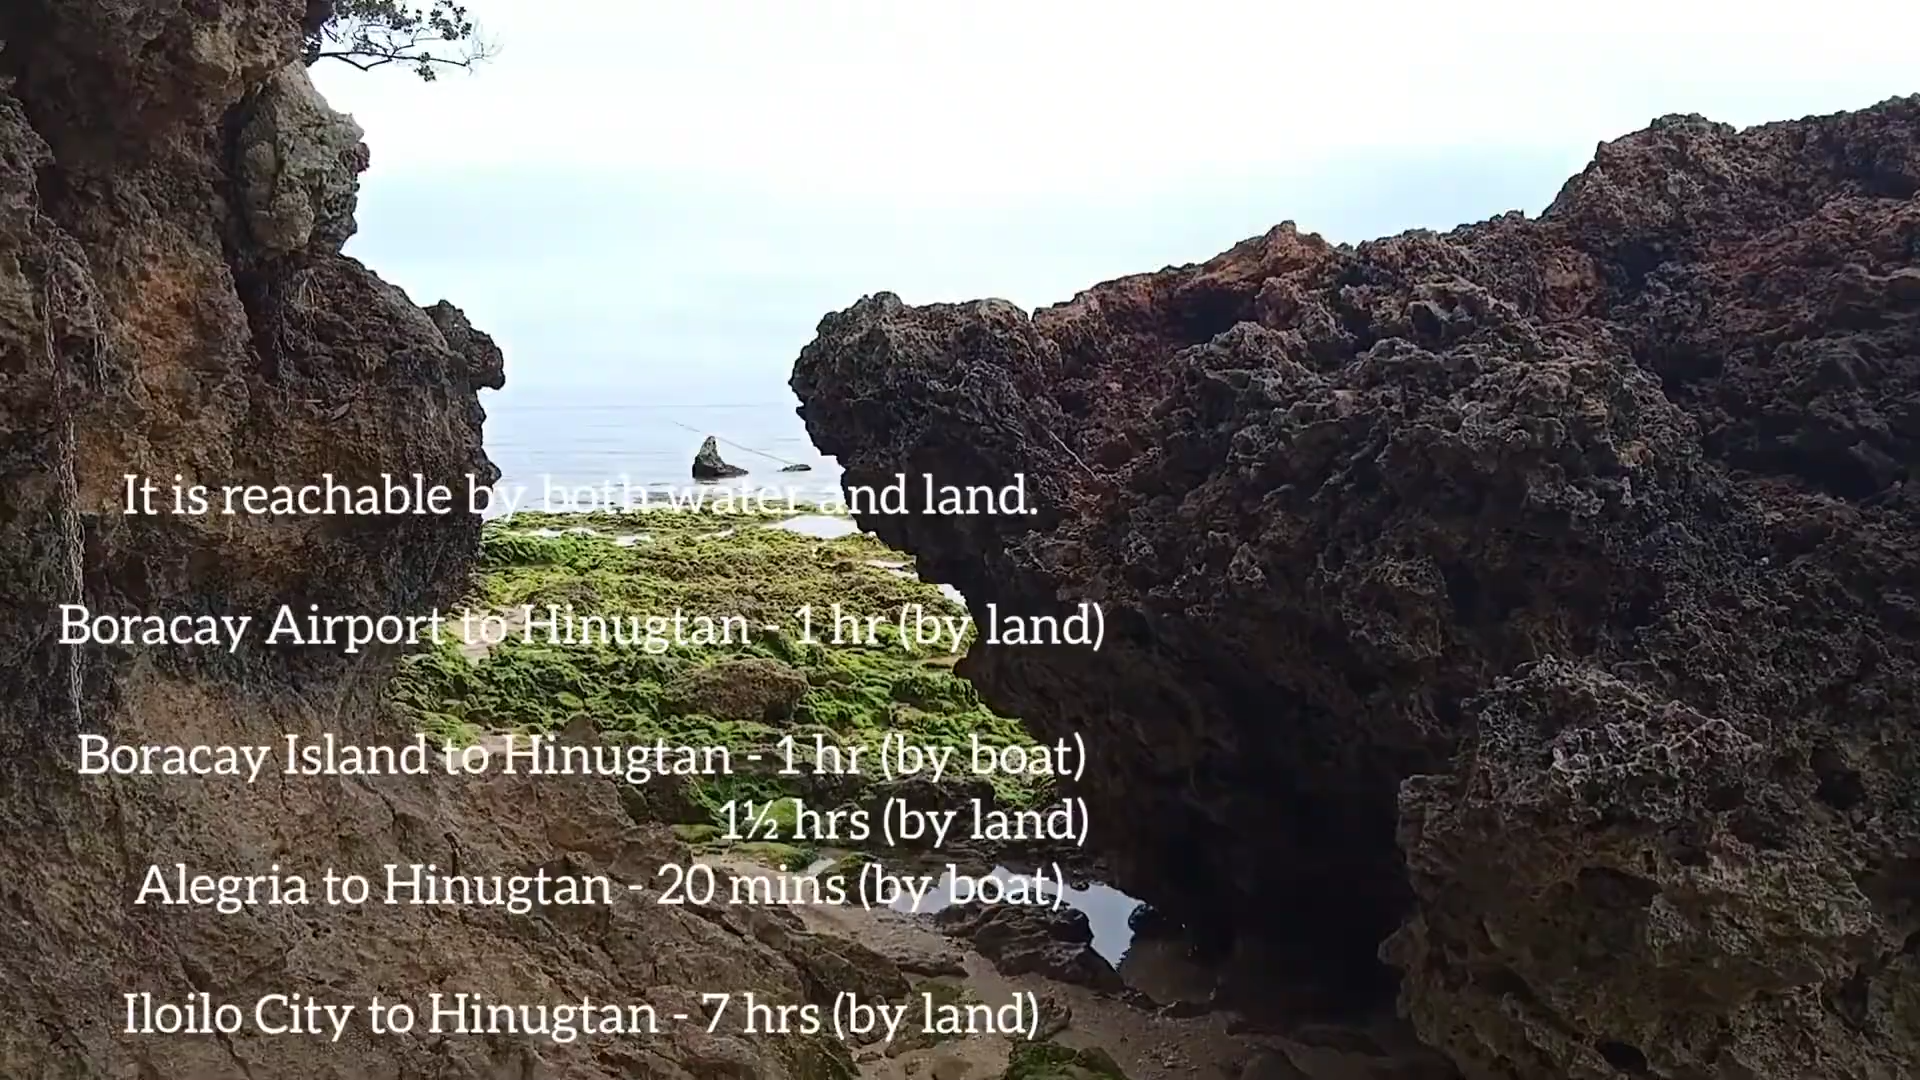 It is reachable by both water and land.
Boracay Airport to Hinugtan - 1 hr (by land)
Boracay Island to Hinugtan - 1 hr (by boat)
1½ hrs (by land)
Alegria to Hinugtan - 20 mins (by boat)
Iloilo City to Hinugtan - 7 hrs (by land)